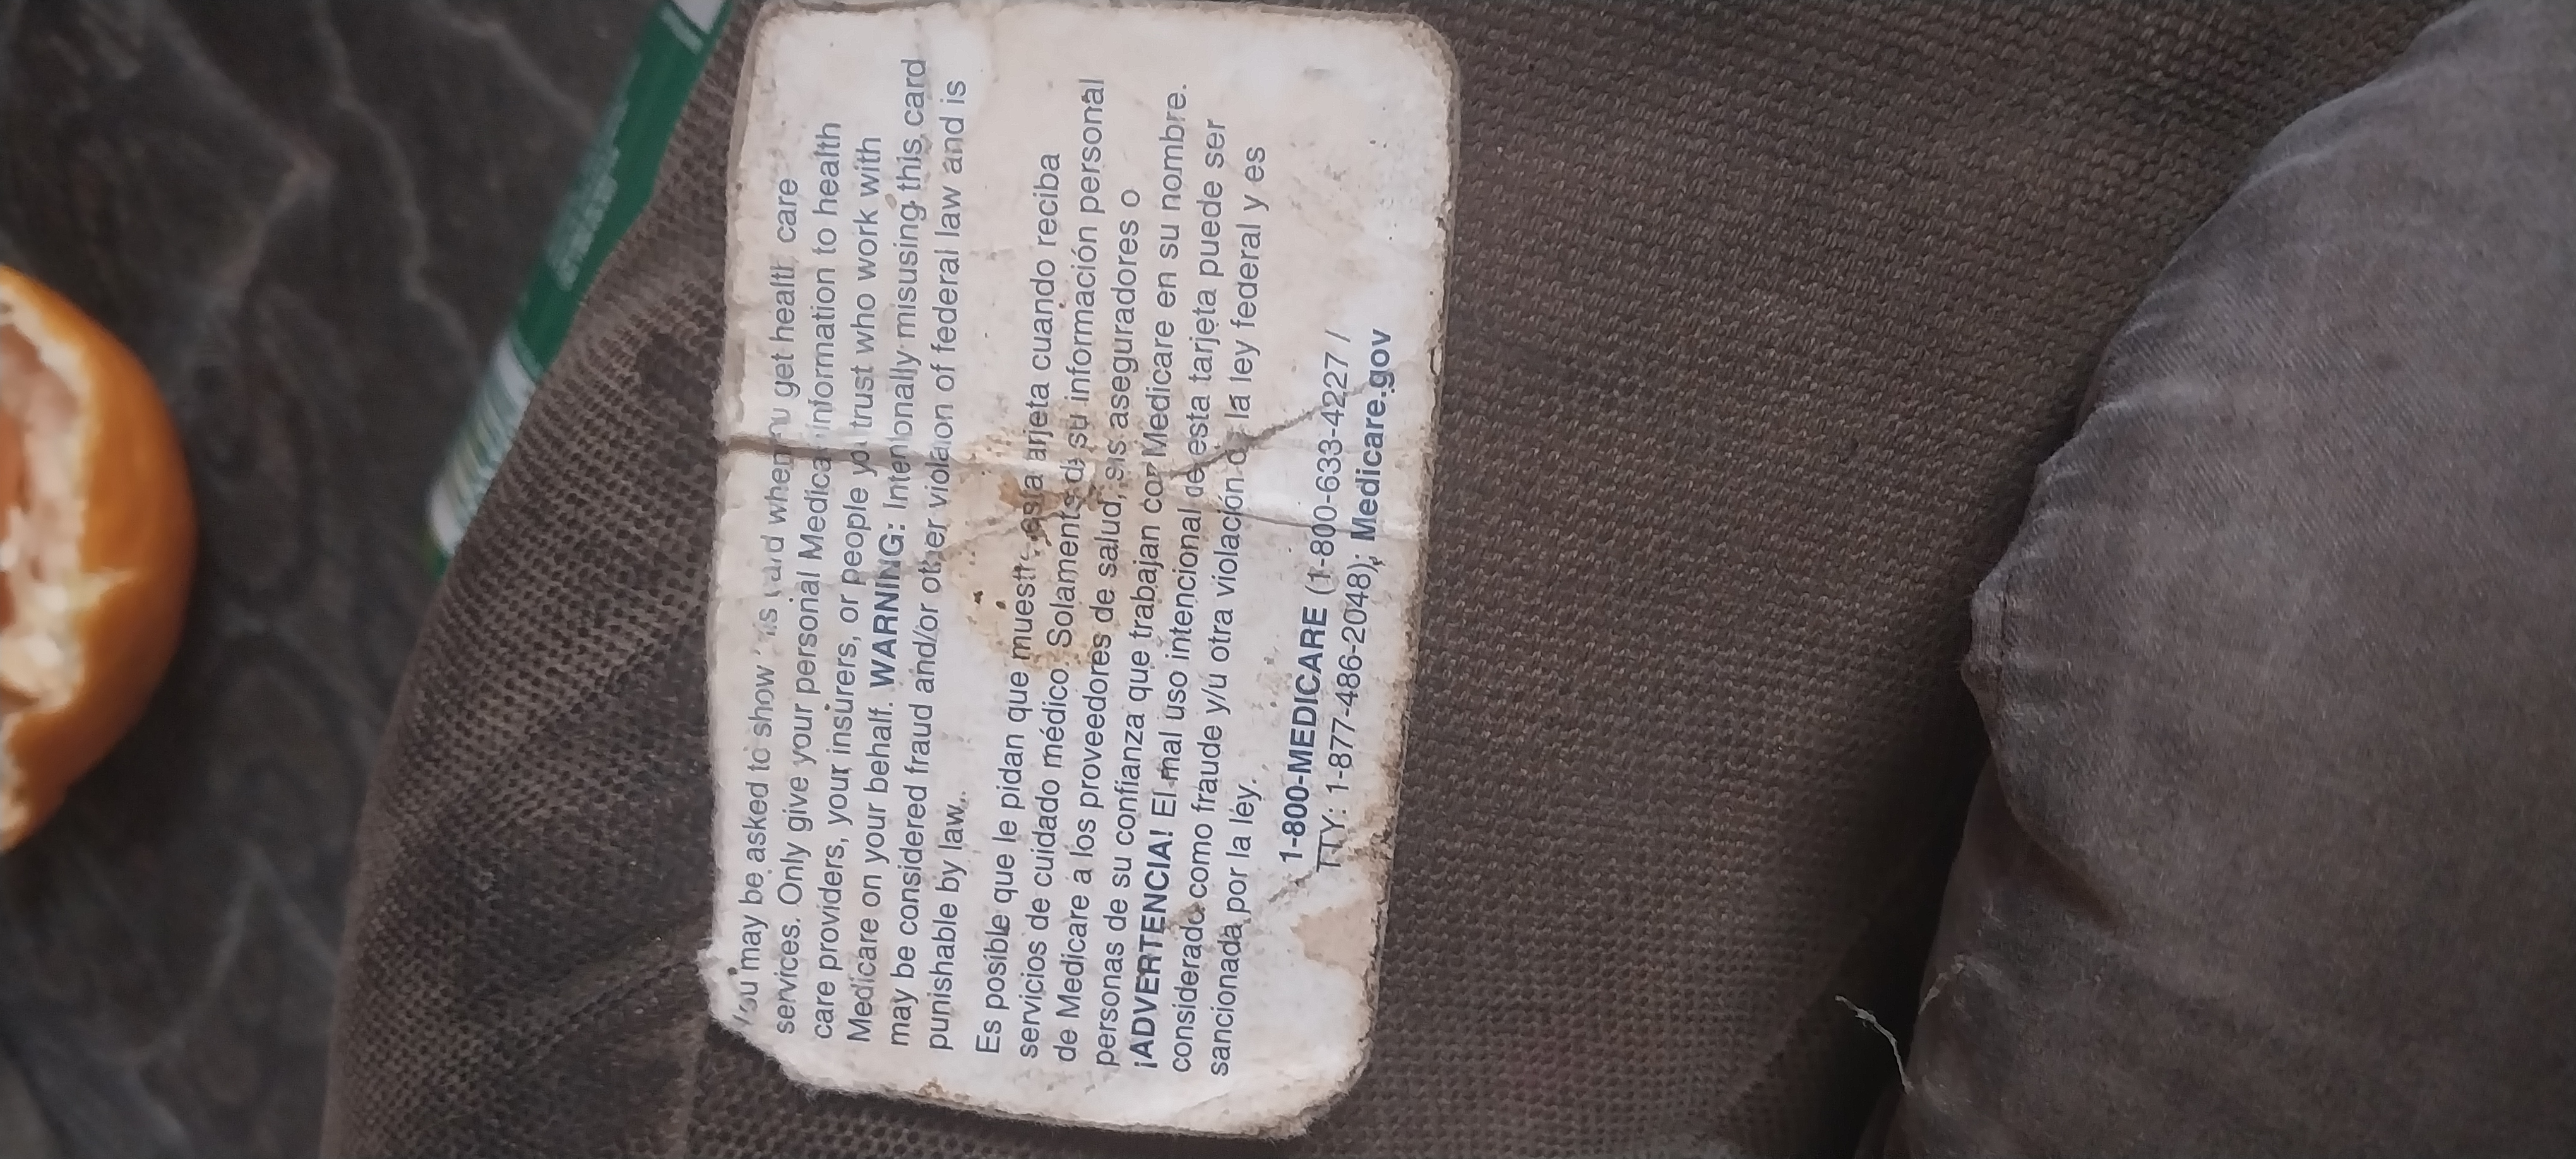 You may be asked to show this card when you get health care
services. Only give your personal Medicare information to health
care providers, your insurers, or people you trust who work with
Medicare on your behalf. WARNING: Intentionally misusing this card
may be considered fraud and/or other violation of federal law and is
punishable by law.
Es posible que le pidan que muestre esta tarjeta cuando reciba
servicios de cuidado médico. Solamente dé su información personal
de Medicare a los proveedores de salud, sus aseguradores o
personas de su confianza que trabajan con Medicare en su nombre.
¡ADVERTENCIA! El mal uso intencional de esta tarjeta puede ser
considerado como fraude y/u otra violación de la ley federal y es
sancionada por la ley.
1-800-MEDICARE (1-800-633-4227 /
TTY: 1-877-486-2048); Medicare.gov